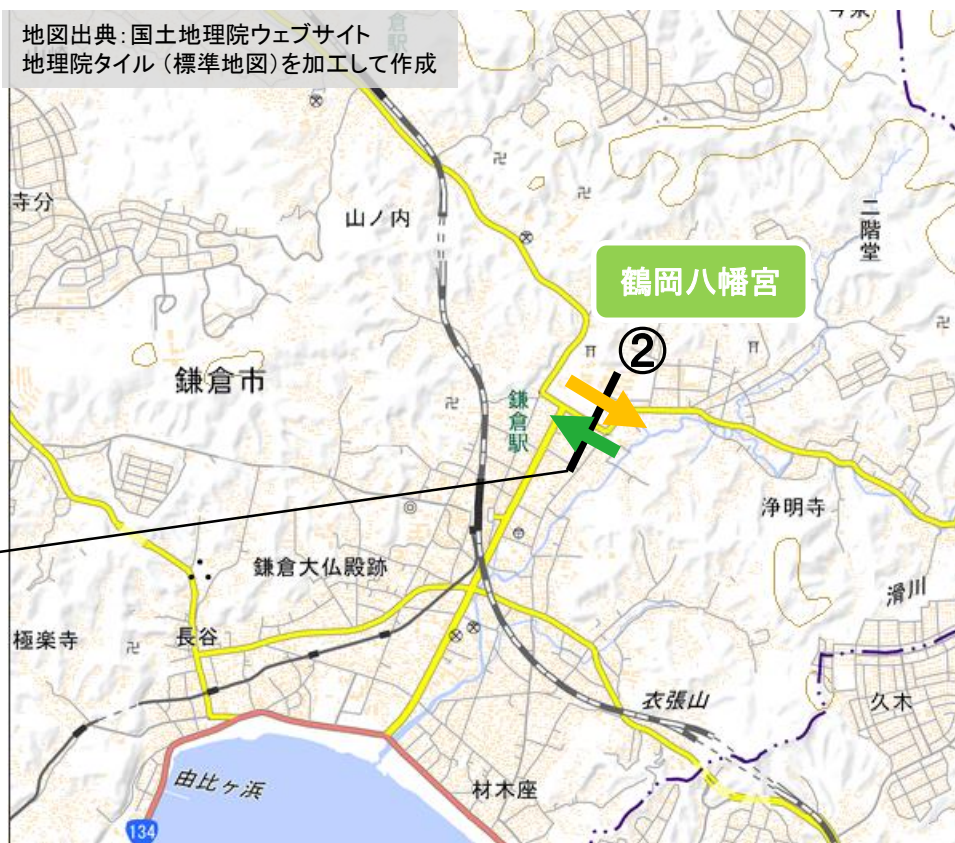 地図出典:国土地理院ウェブサイト
地理院タイル(標準地図)を加工して作成
寺分
山ノ内
二階堂
鶴岡八幡宮
②
鎌倉市
鎌倉駅
浄明寺
鎌倉大仏殿跡
滑川
極楽寺
長谷
衣張山
久木
由比ヶ浜
材木座
134